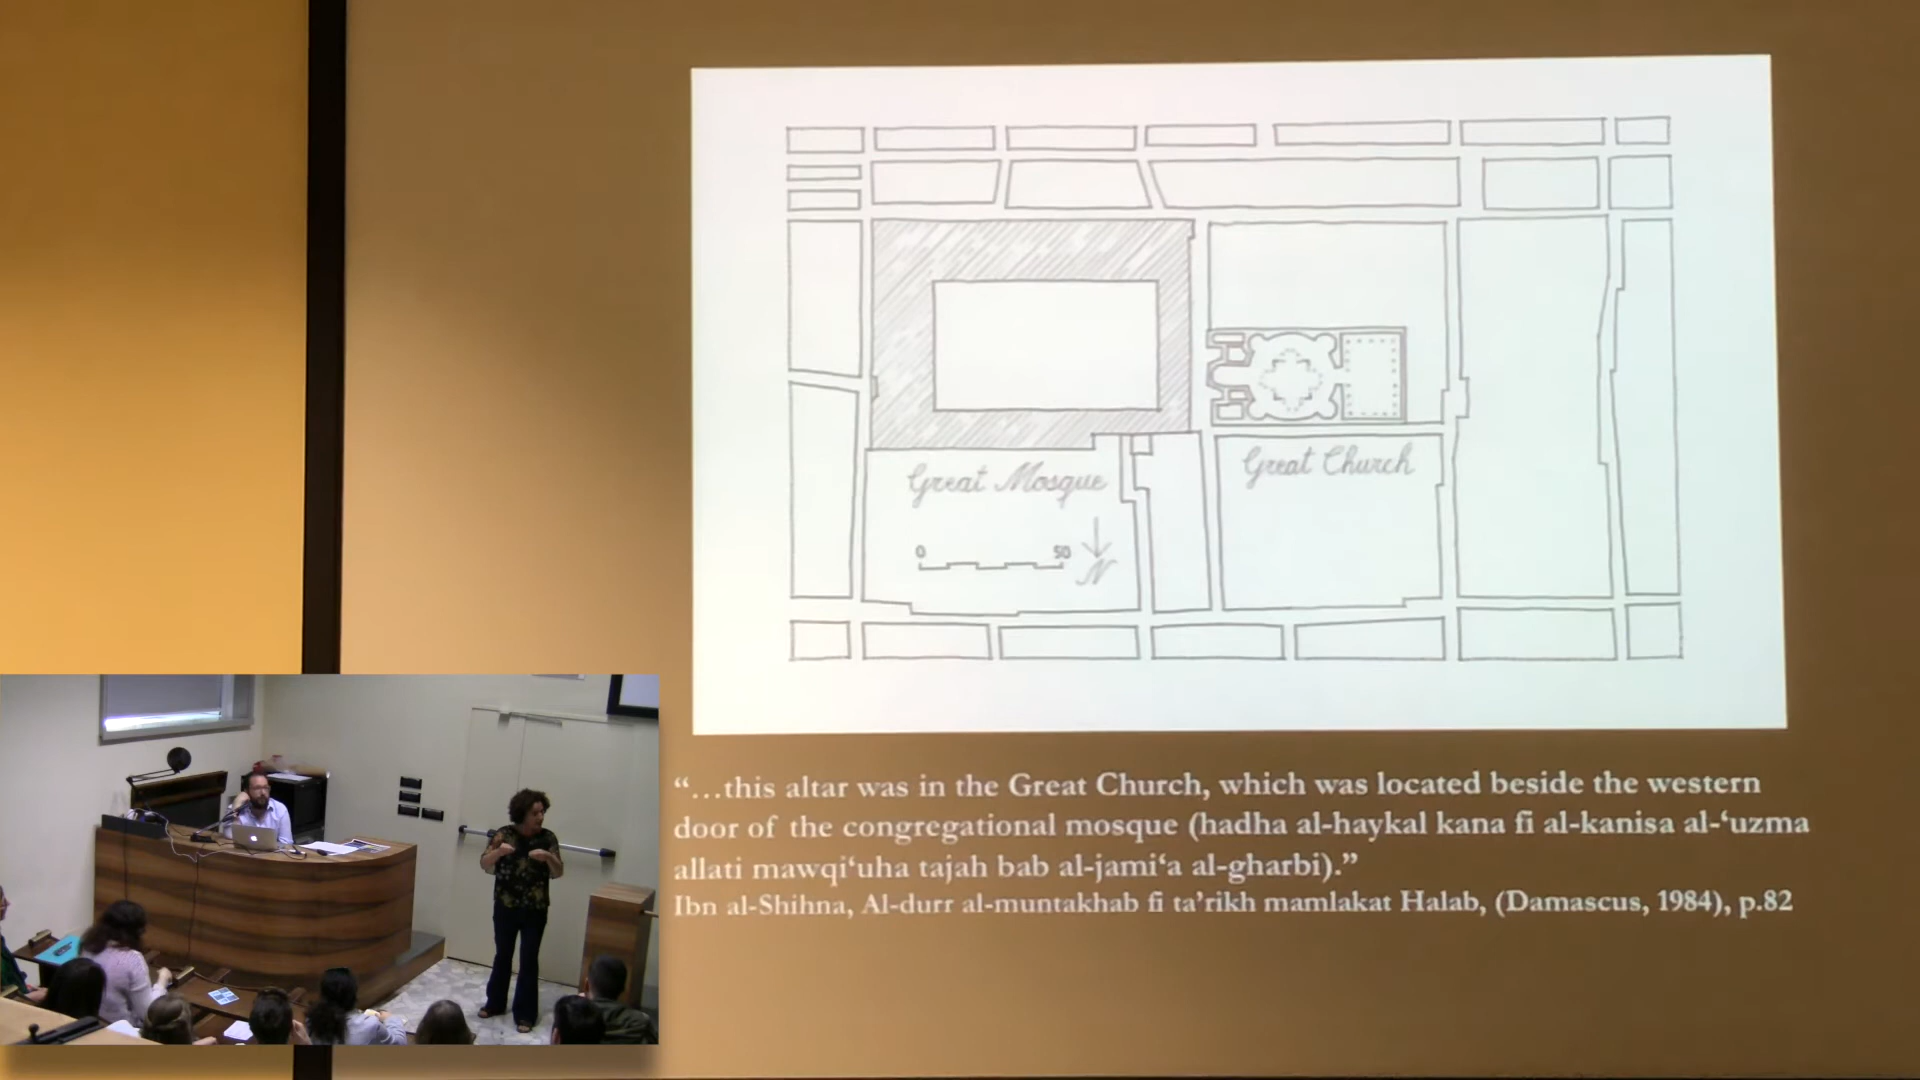 Great Mosque
Great Church
0 50
N
“…this altar was in the Great Church, which was located beside the western
door of the congregational mosque (hadha al-haykal kana fi al-kanisa al-‘uzma
allati mawqi‘uha tajah bab al-jami‘a al-gharbi).”
Ibn al-Shihna, Al-durr al-muntakhab fi ta’rikh mamlakat Halab, (Damascus, 1984), p.82